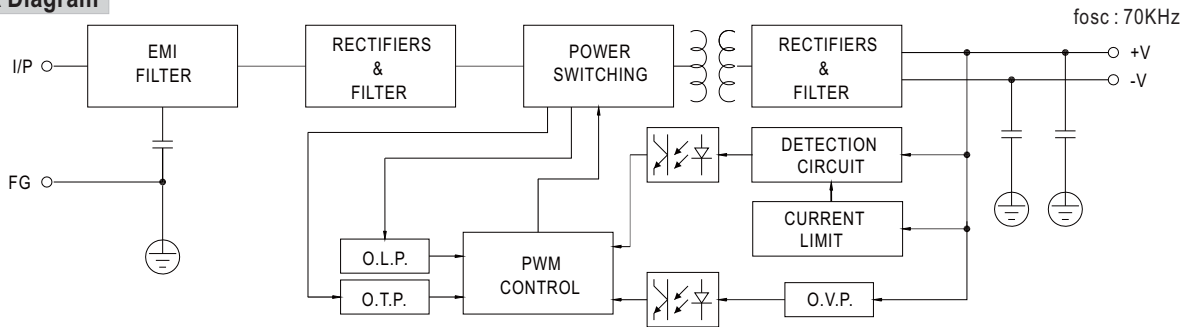 Diagram
fosc : 70KHz
I/P
EMI
FILTER
RECTIFIERS
&
FILTER
POWER
SWITCHING
RECTIFIERS
&
FILTER
+V
-V
DETECTION
CIRCUIT
FG
CURRENT
LIMIT
O.L.P.
PWM
CONTROL
O.T.P.
O.V.P.